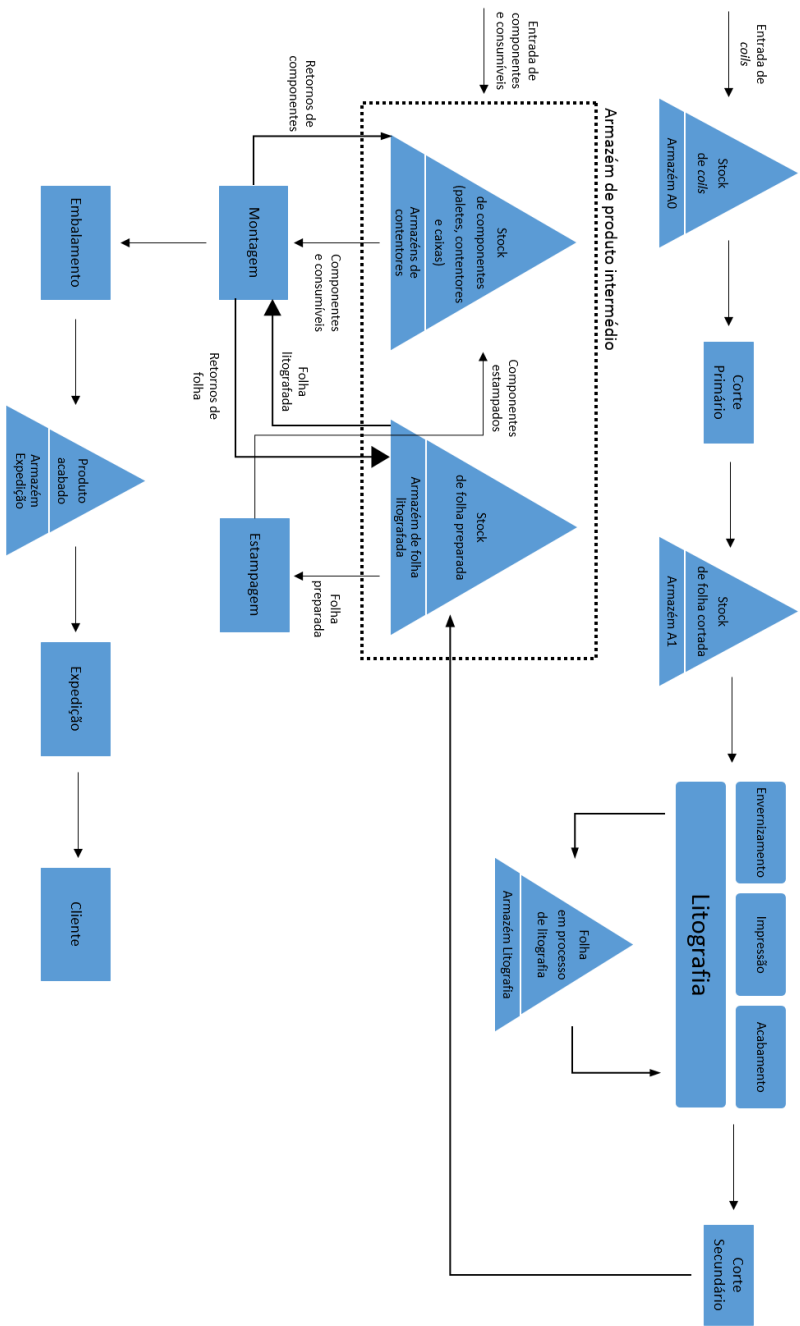 Entrada de
coils
Stock
de coils
Armazém A0
Corte
Primário
Stock
de folha cortada
Armazém A1
Envernizamento
Impressão
Acabamento
Litografia
Folha
em processo
de litografia
Armazém Litografia
Corte
Secundário
Armazém de produto intermédio
Entrada de
componentes
e consumíveis
Stock
de componentes
(paletes, contentores
e caixas)
Armazéns de
contentores
Componentes
estampados
Stock
de folha preparada
Armazém de folha
litografada
Retornos de
componentes
Componentes
e consumíveis
Folha
litografada
Folha
preparada
Montagem
Retornos de
folha
Estampagem
Embalamento
Produto
acabado
Armazém
Expedição
Expedição
Cliente